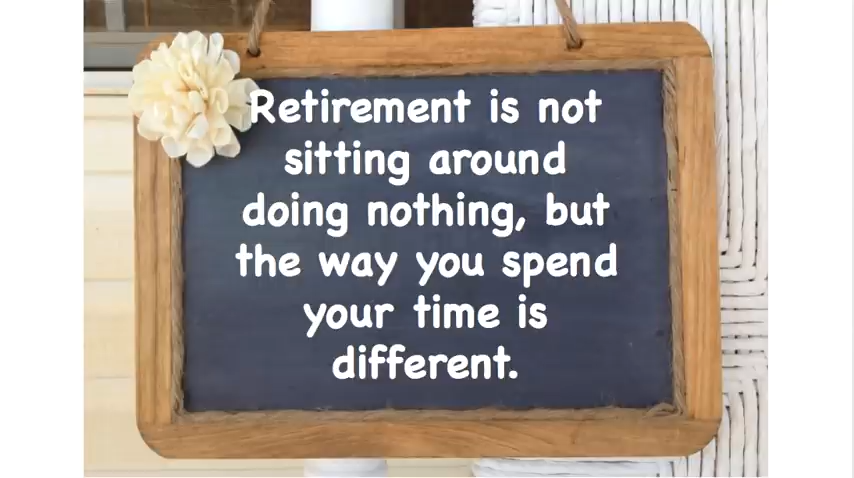 Retirement is not
sitting around
doing nothing, but
the way you spend
your time is
different.